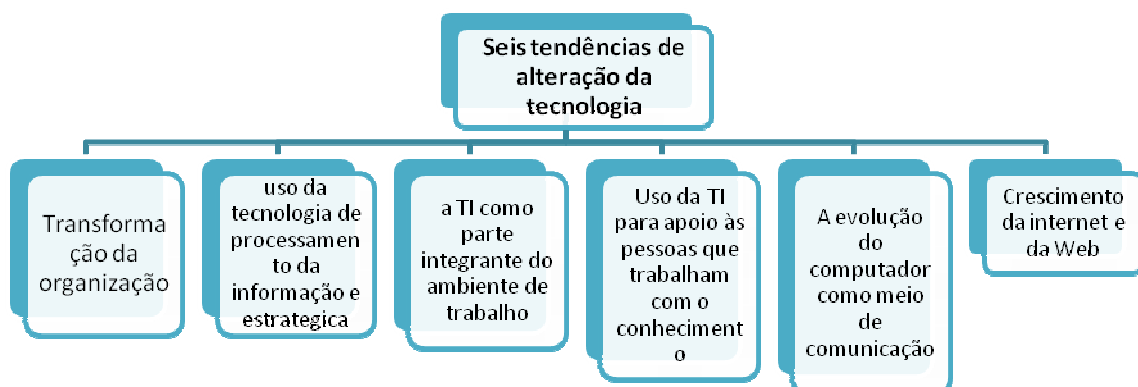 Seis tendências de
alteração da
tecnologia
Transforma
ção da
organização
uso da
tecnologia de
processamen
to da
informação e
estrategica
a TI como
parte
integrante do
ambiente de
trabalho
Uso da TI
para apoio às
pessoas que
trabalham
com o
conheciment
o
A evolução
do
computador
como meio
de
comunicação
Crescimento
da internet e
da Web